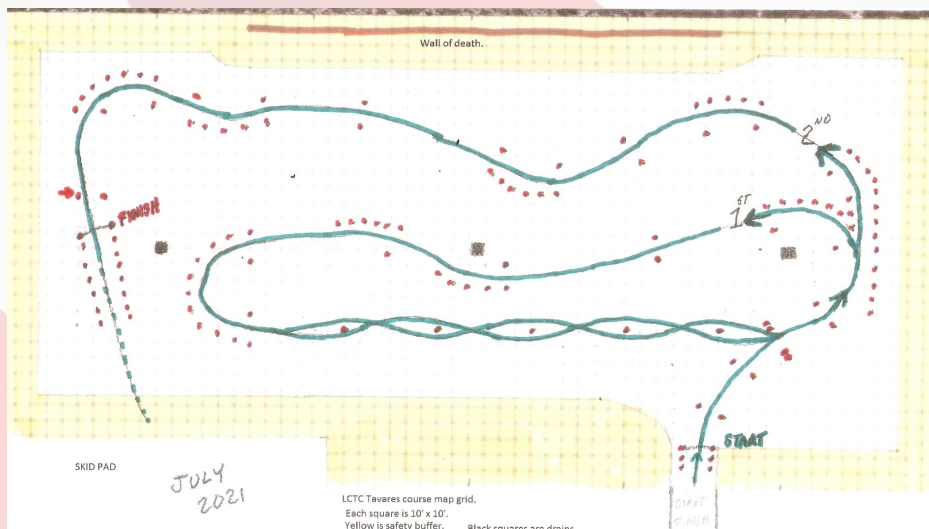 Wall of death.
2ND
1ST
FINISH
START
SKID PAD
JULY
2021
START
LCTC Tavares course map grid.
Each square is 10' x 10'.
Yellow is safety buffer.
Black squares are drains